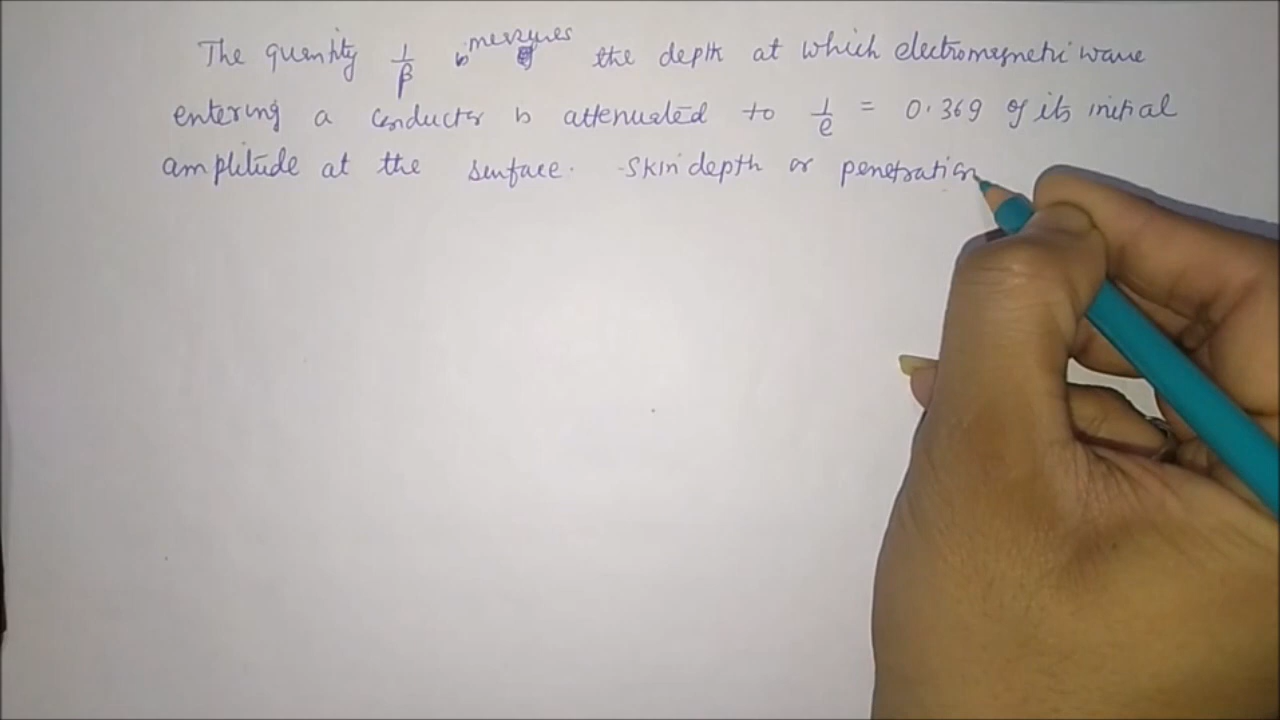 The quantity 1/β measures the depth at which electromagnetic wave
entering a conductor is attenuated to 1/e = 0.369 of its initial
amplitude at the surface. Skin depth or penetration